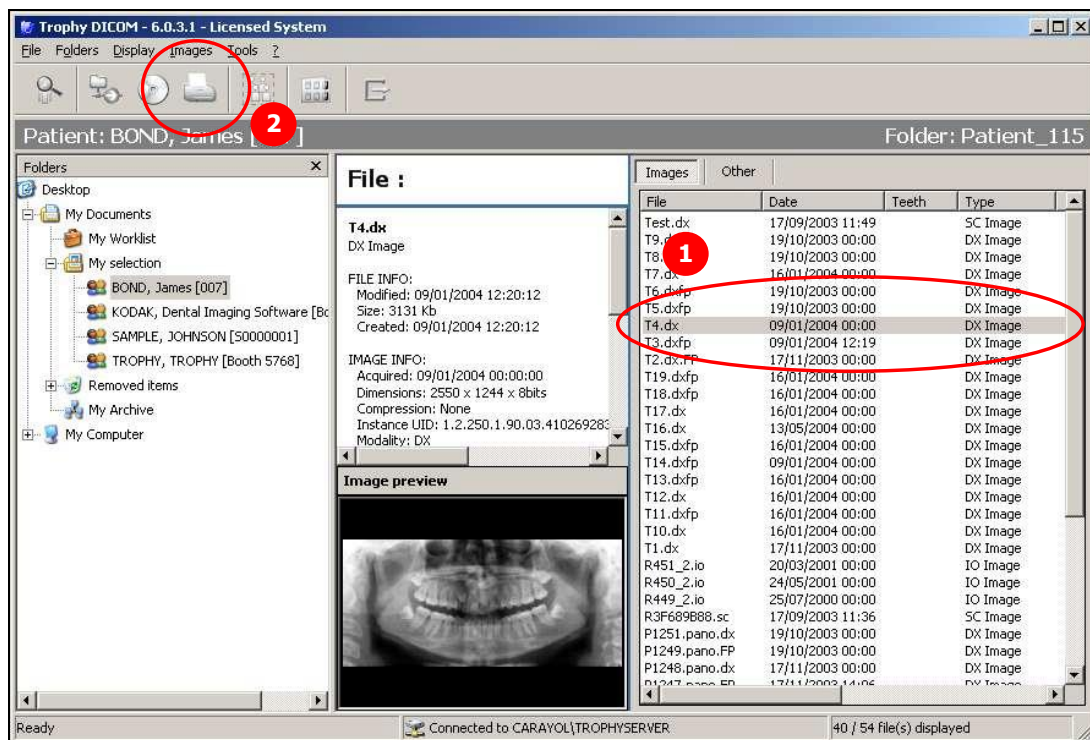 Trophy DICOM - 6.0.3.1 - Licensed System
File Folders Display Images Tools ?
2
Patient: BOND, James [ ]
Folder: Patient_115
Folders
Desktop
My Documents
My Worklist
My selection
BOND, James [007]
KODAK, Dental Imaging Software [Bo
SAMPLE, JOHNSON [S0000001]
TROPHY, TROPHY [Booth 5768]
Removed items
My Archive
My Computer
File :
T4.dx
DX Image
FILE INFO:
Modified: 09/01/2004 12:20:12
Size: 3131 Kb
Created: 09/01/2004 12:20:12
IMAGE INFO:
Acquired: 09/01/2004 00:00:00
Dimensions: 2550 x 1244 x 8bits
Compression: None
Instance UID: 1.2.250.1.90.03.410269283
Modality: DX
Image preview
Images Other
File Date Teeth Type
1
Test.dx 17/09/2003 11:49 SC Image
T9.d 19/10/2003 00:00 DX Image
T8. 19/10/2003 00:00 DX Image
T7.dx 16/01/2004 00:00 DX Image
T6.dxfp 19/10/2003 00:00 DX Image
T5.dxfp 19/10/2003 00:00 DX Image
T4.dx 09/01/2004 00:00 DX Image
T3.dxfp 09/01/2004 12:19 DX Image
T2.dx.FP 17/11/2003 00:00 DX Image
T19.dxfp 16/01/2004 00:00 DX Image
T18.dxfp 16/01/2004 00:00 DX Image
T17.dx 16/01/2004 00:00 DX Image
T16.dx 13/05/2004 00:00 DX Image
T15.dxfp 16/01/2004 00:00 DX Image
T14.dxfp 09/01/2004 00:00 DX Image
T13.dxfp 16/01/2004 00:00 DX Image
T12.dx 16/01/2004 00:00 DX Image
T11.dxfp 16/01/2004 00:00 DX Image
T10.dx 16/01/2004 00:00 DX Image
T1.dx 17/11/2003 00:00 DX Image
R451_2.io 20/03/2001 00:00 IO Image
R450_2.io 24/05/2001 00:00 IO Image
R449_2.io 25/07/2000 00:00 IO Image
R3F689B88.sc 17/09/2003 11:36 SC Image
P1251.pano.dx 19/10/2003 00:00 DX Image
P1249.pano.FP 19/10/2003 00:00 DX Image
P1248.pano.dx 17/11/2003 00:00 DX Image
P1247.pano.FP 17/11/2003 14:06 DX Image
Ready
Connected to CARAYOL\TROPHYSERVER
40 / 54 file(s) displayed